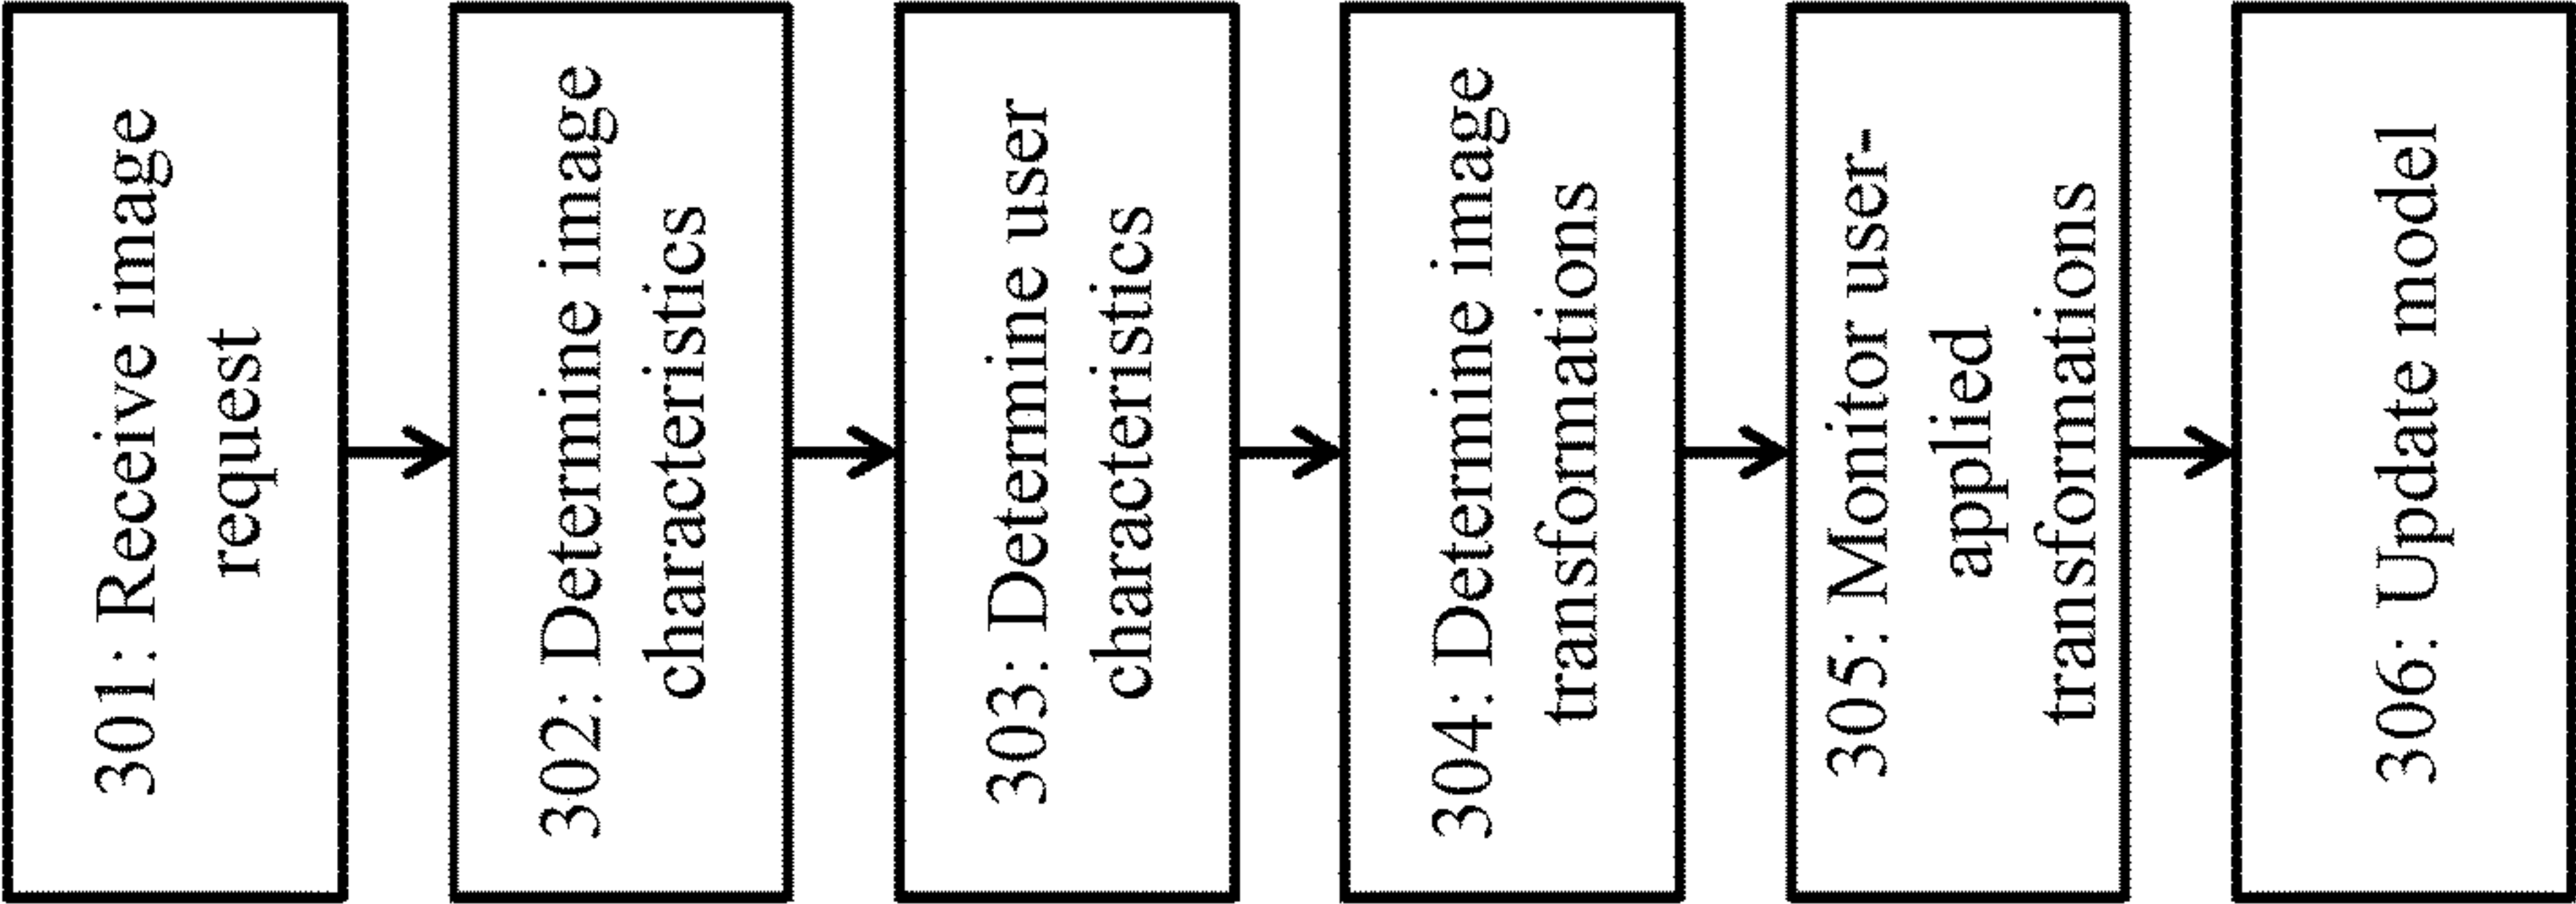 301: Receive image
request
302: Determine image
characteristics
303: Determine user
characteristics
304: Determine image
transformations
305: Monitor user-
applied
transformations
306: Update model